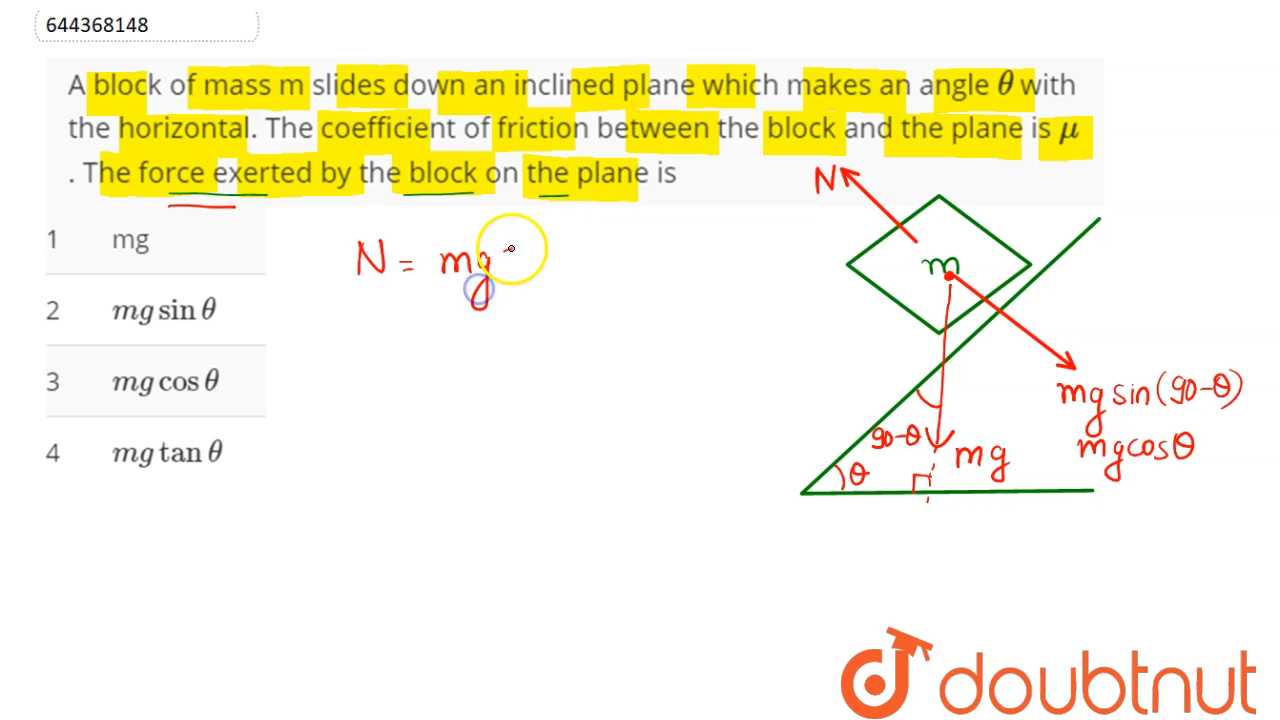 644368148
A block of mass m slides down an inclined plane which makes an angle θ with
the horizontal. The coefficient of friction between the block and the plane is μ
. The force exerted by the block on the plane is
1 mg
2 mg sin θ
3 mg cos θ
4 mg tan θ
N = mg
N
m
mg sin(90-θ)
mg cosθ
90-θ
mg
θ
doubtnut